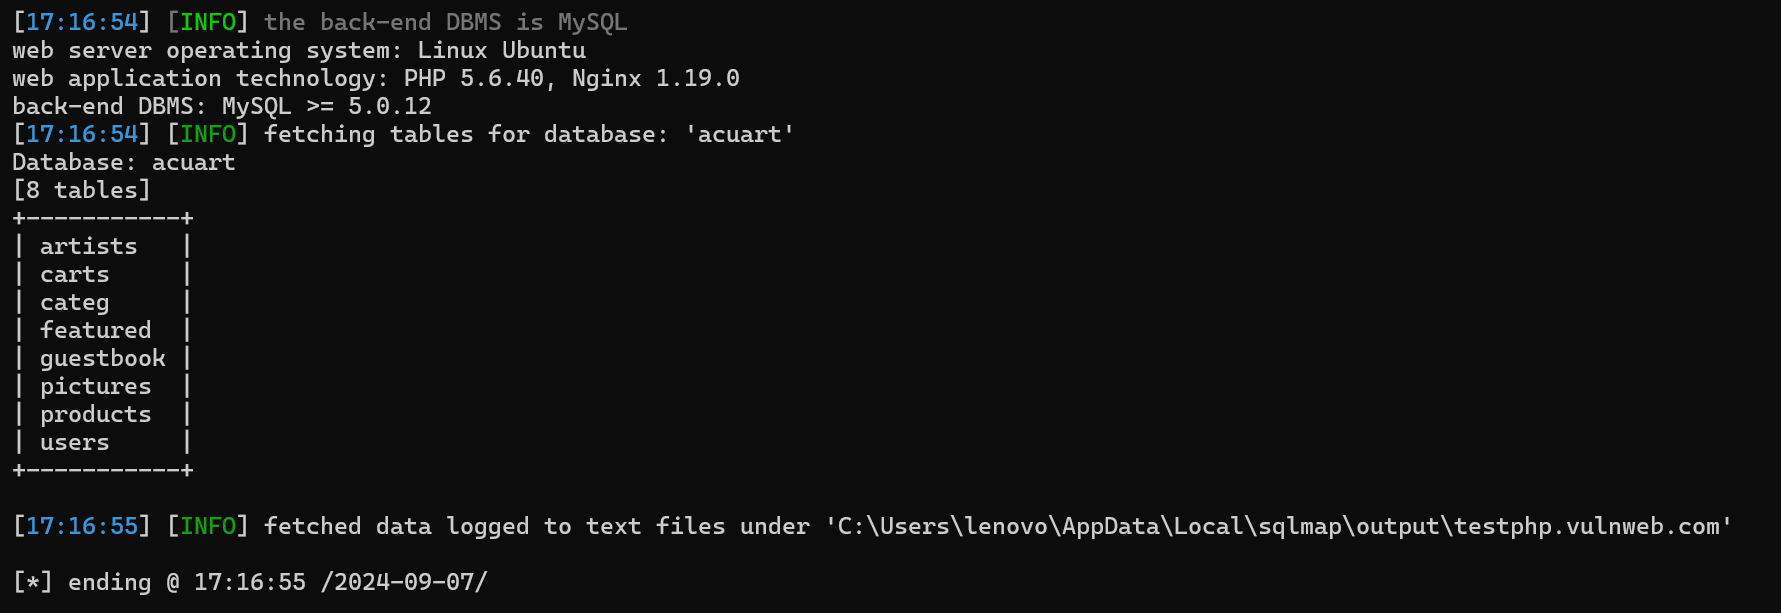 [17:16:54] [INFO] the back-end DBMS is MySQL
web server operating system: Linux Ubuntu
web application technology: PHP 5.6.40, Nginx 1.19.0
back-end DBMS: MySQL >= 5.0.12
[17:16:54] [INFO] fetching tables for database: 'acuart'
Database: acuart
[8 tables]
+-----------+
| artists   |
| carts     |
| categ     |
| featured  |
| guestbook |
| pictures  |
| products  |
| users     |
+-----------+
[17:16:55] [INFO] fetched data logged to text files under 'C:\Users\lenovo\AppData\Local\sqlmap\output\testphp.vulnweb.com'
[*] ending @ 17:16:55 /2024-09-07/